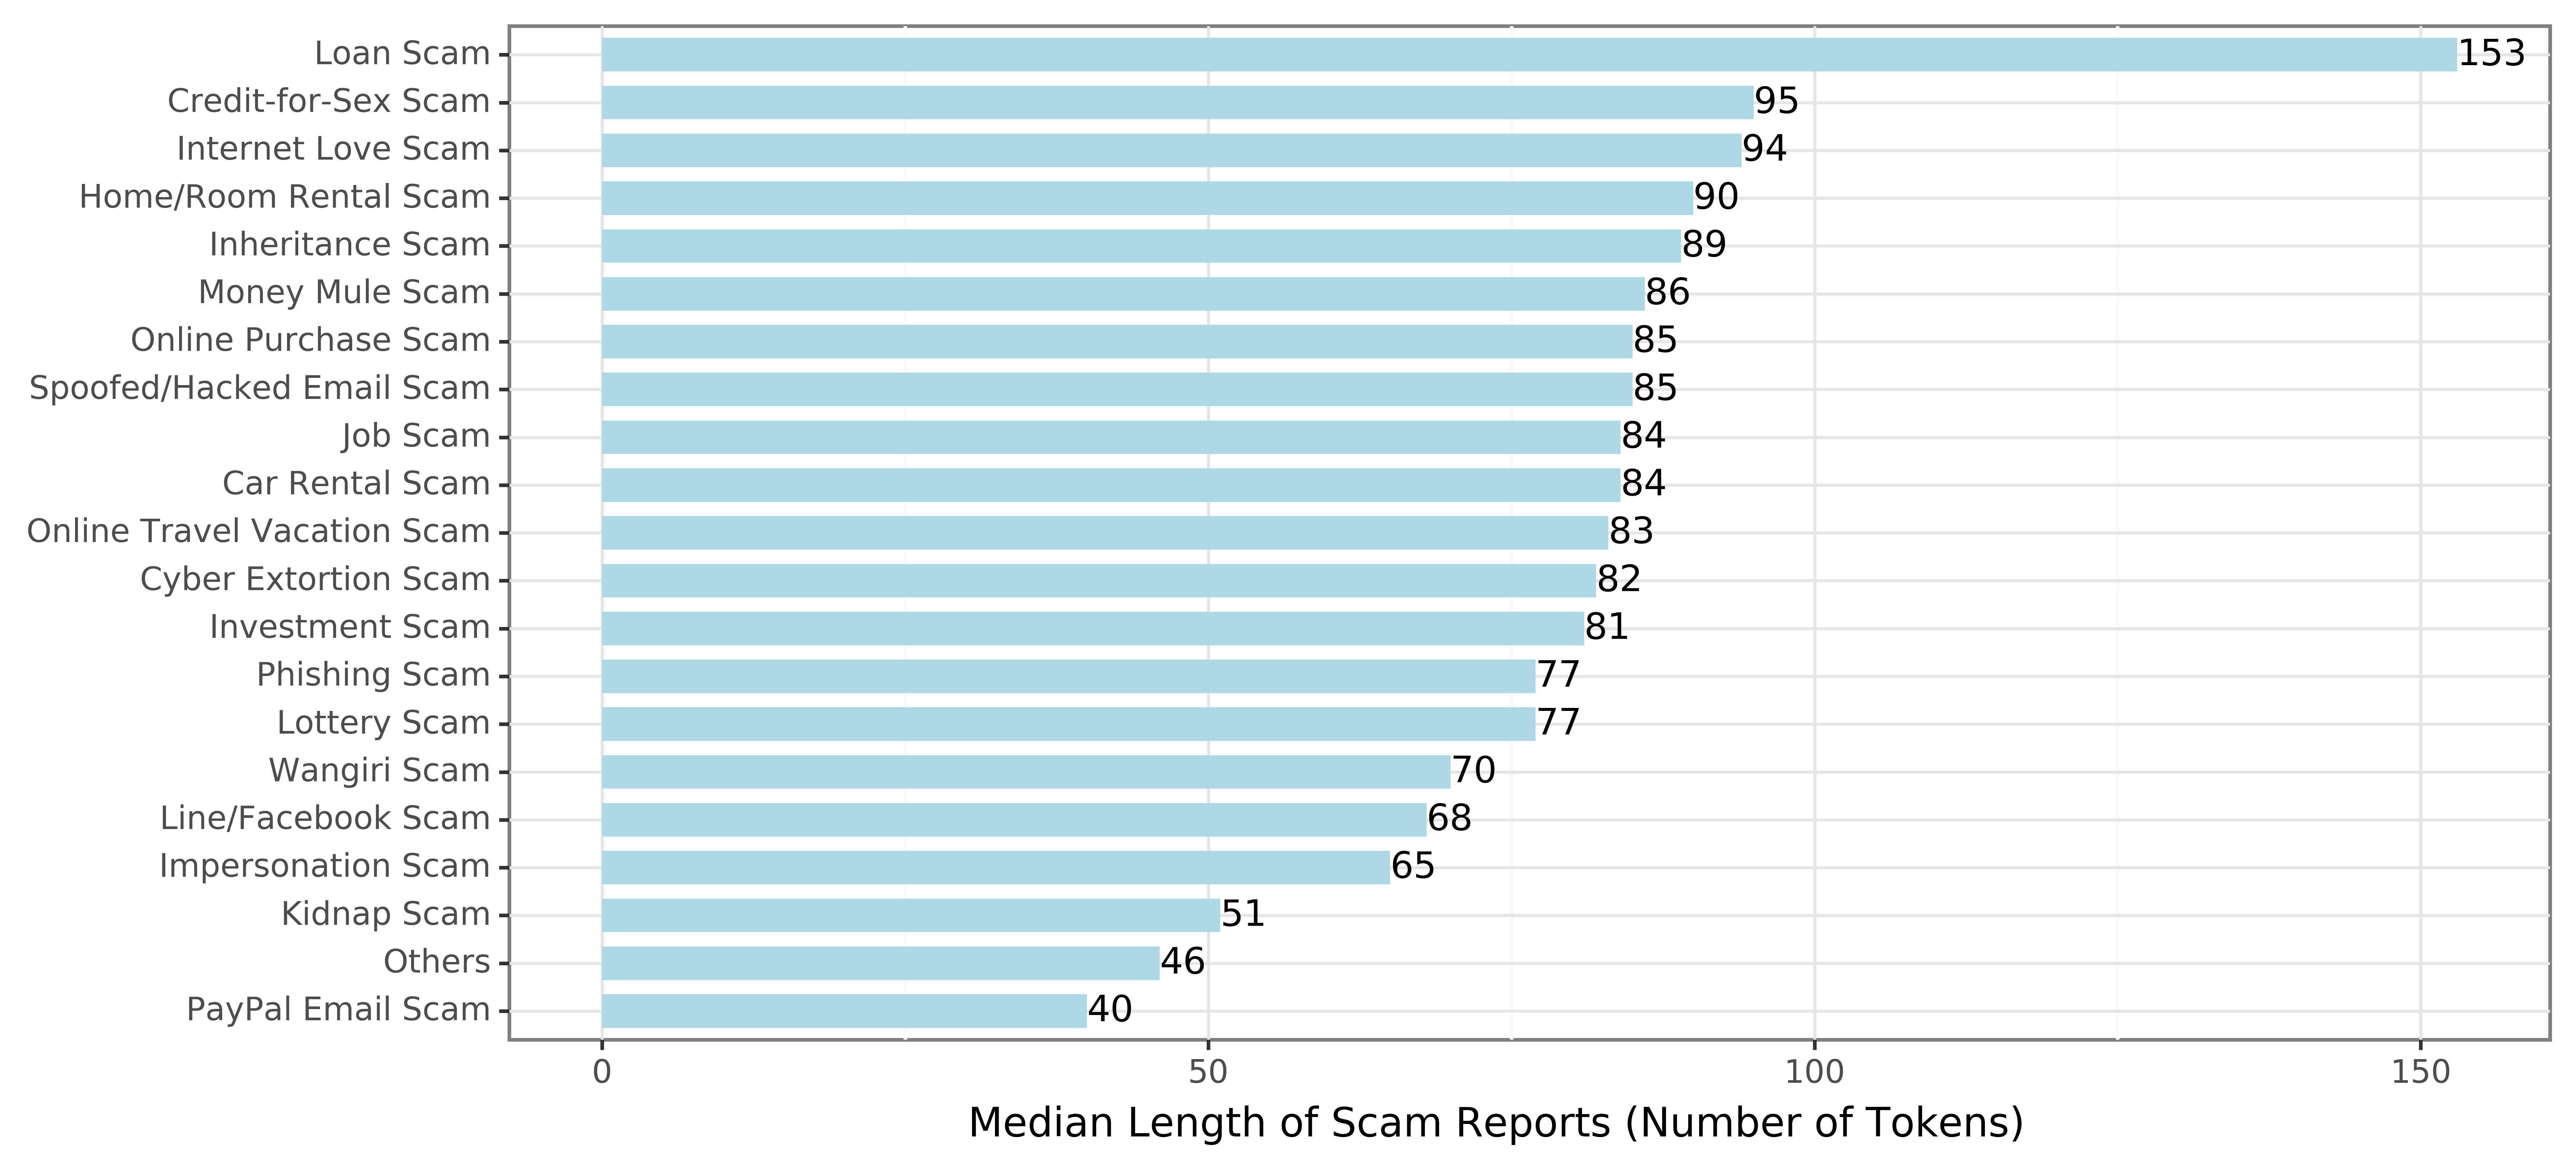 Loan Scam 153
Credit-for-Sex Scam 95
Internet Love Scam 94
Home/Room Rental Scam 90
Inheritance Scam 89
Money Mule Scam 86
Online Purchase Scam 85
Spoofed/Hacked Email Scam 85
Job Scam 84
Car Rental Scam 84
Online Travel Vacation Scam 83
Cyber Extortion Scam 82
Investment Scam 81
Phishing Scam 77
Lottery Scam 77
Wangiri Scam 70
Line/Facebook Scam 68
Impersonation Scam 65
Kidnap Scam 51
Others 46
PayPal Email Scam 40
0 50 100 150
Median Length of Scam Reports (Number of Tokens)